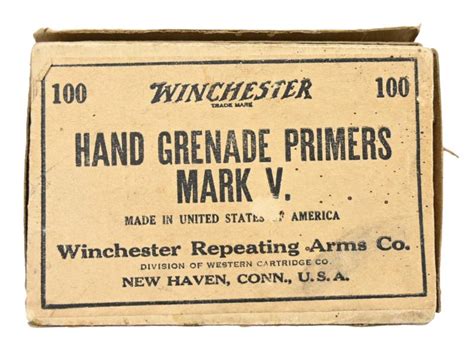 100 WINCHESTER 100
TRADE MARK
HAND GRENADE PRIMERS
MARK V.
MADE IN UNITED STATES OF AMERICA
Winchester Repeating Arms Co.
DIVISION OF WESTERN CARTRIDGE CO.
NEW HAVEN, CONN., U.S.A.